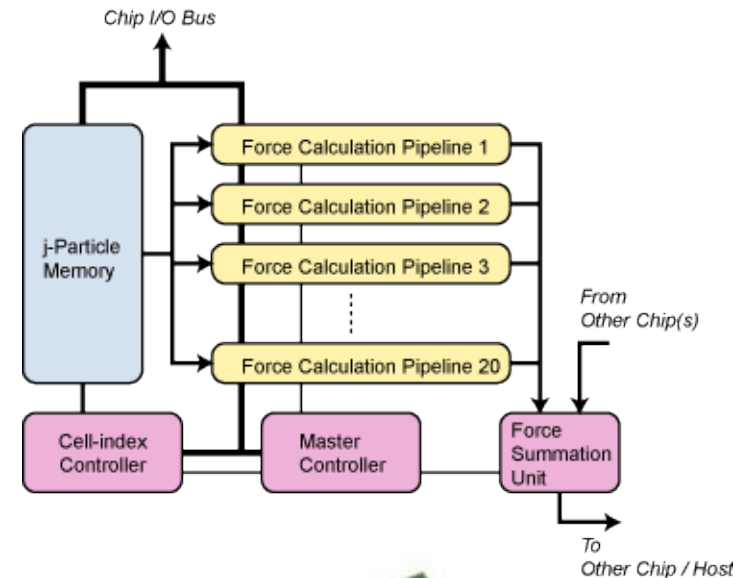 Chip I/O Bus
Force Calculation Pipeline 1
Force Calculation Pipeline 2
j-Particle
Memory
Force Calculation Pipeline 3
From
Other Chip(s)
Force Calculation Pipeline 20
Cell-index
Controller
Master
Controller
Force
Summation
Unit
To
Other Chip / Host